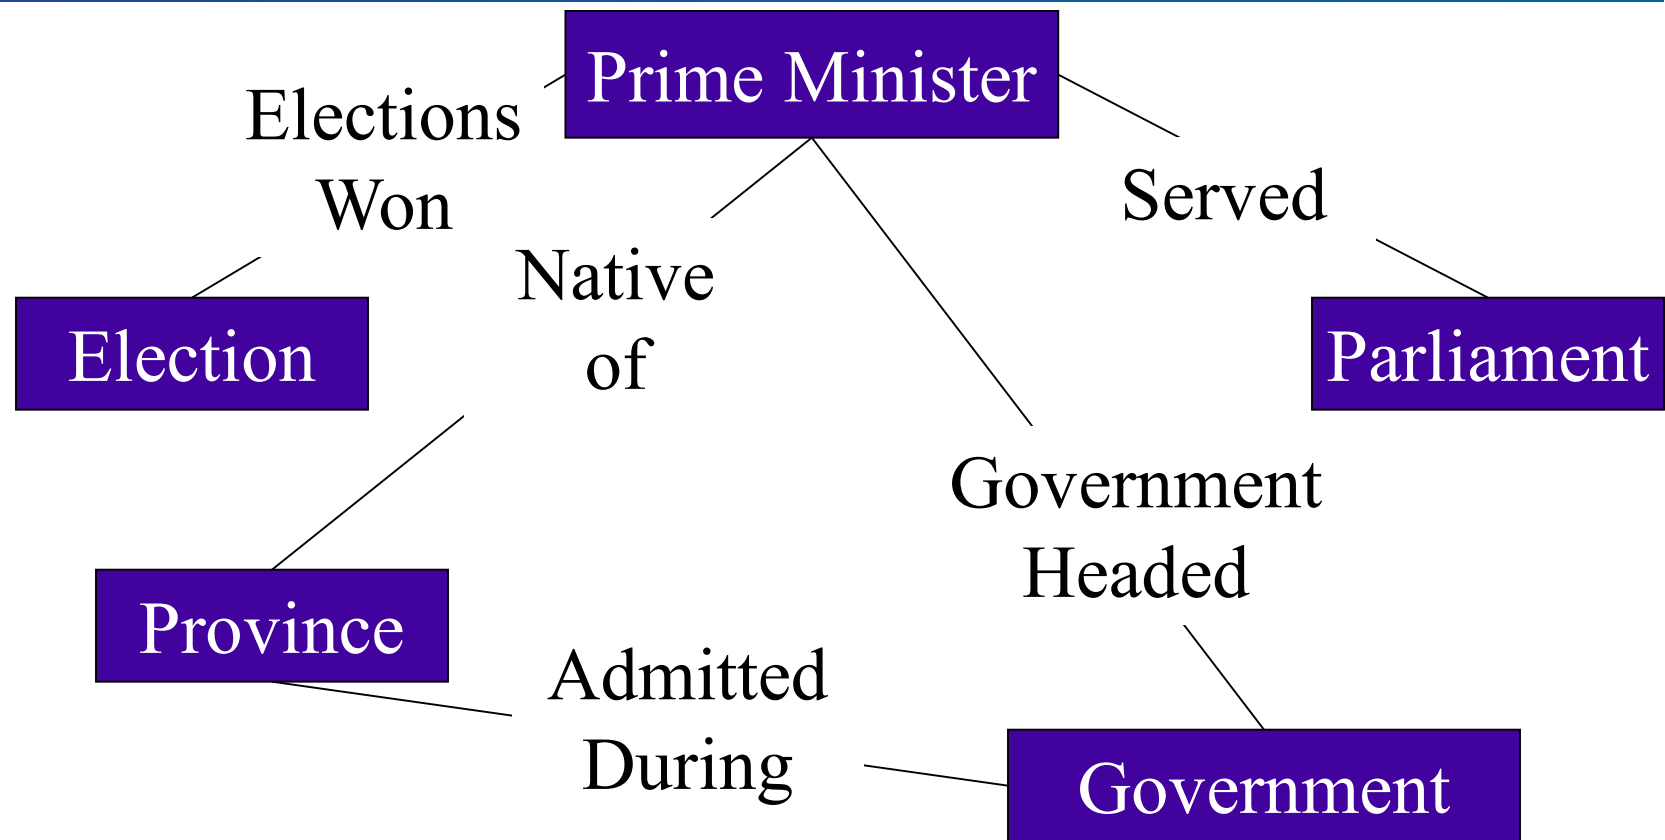 Prime Minister
Elections
Won
Served
Native
of
Election
Parliament
Government
Headed
Province
Admitted
During
Government